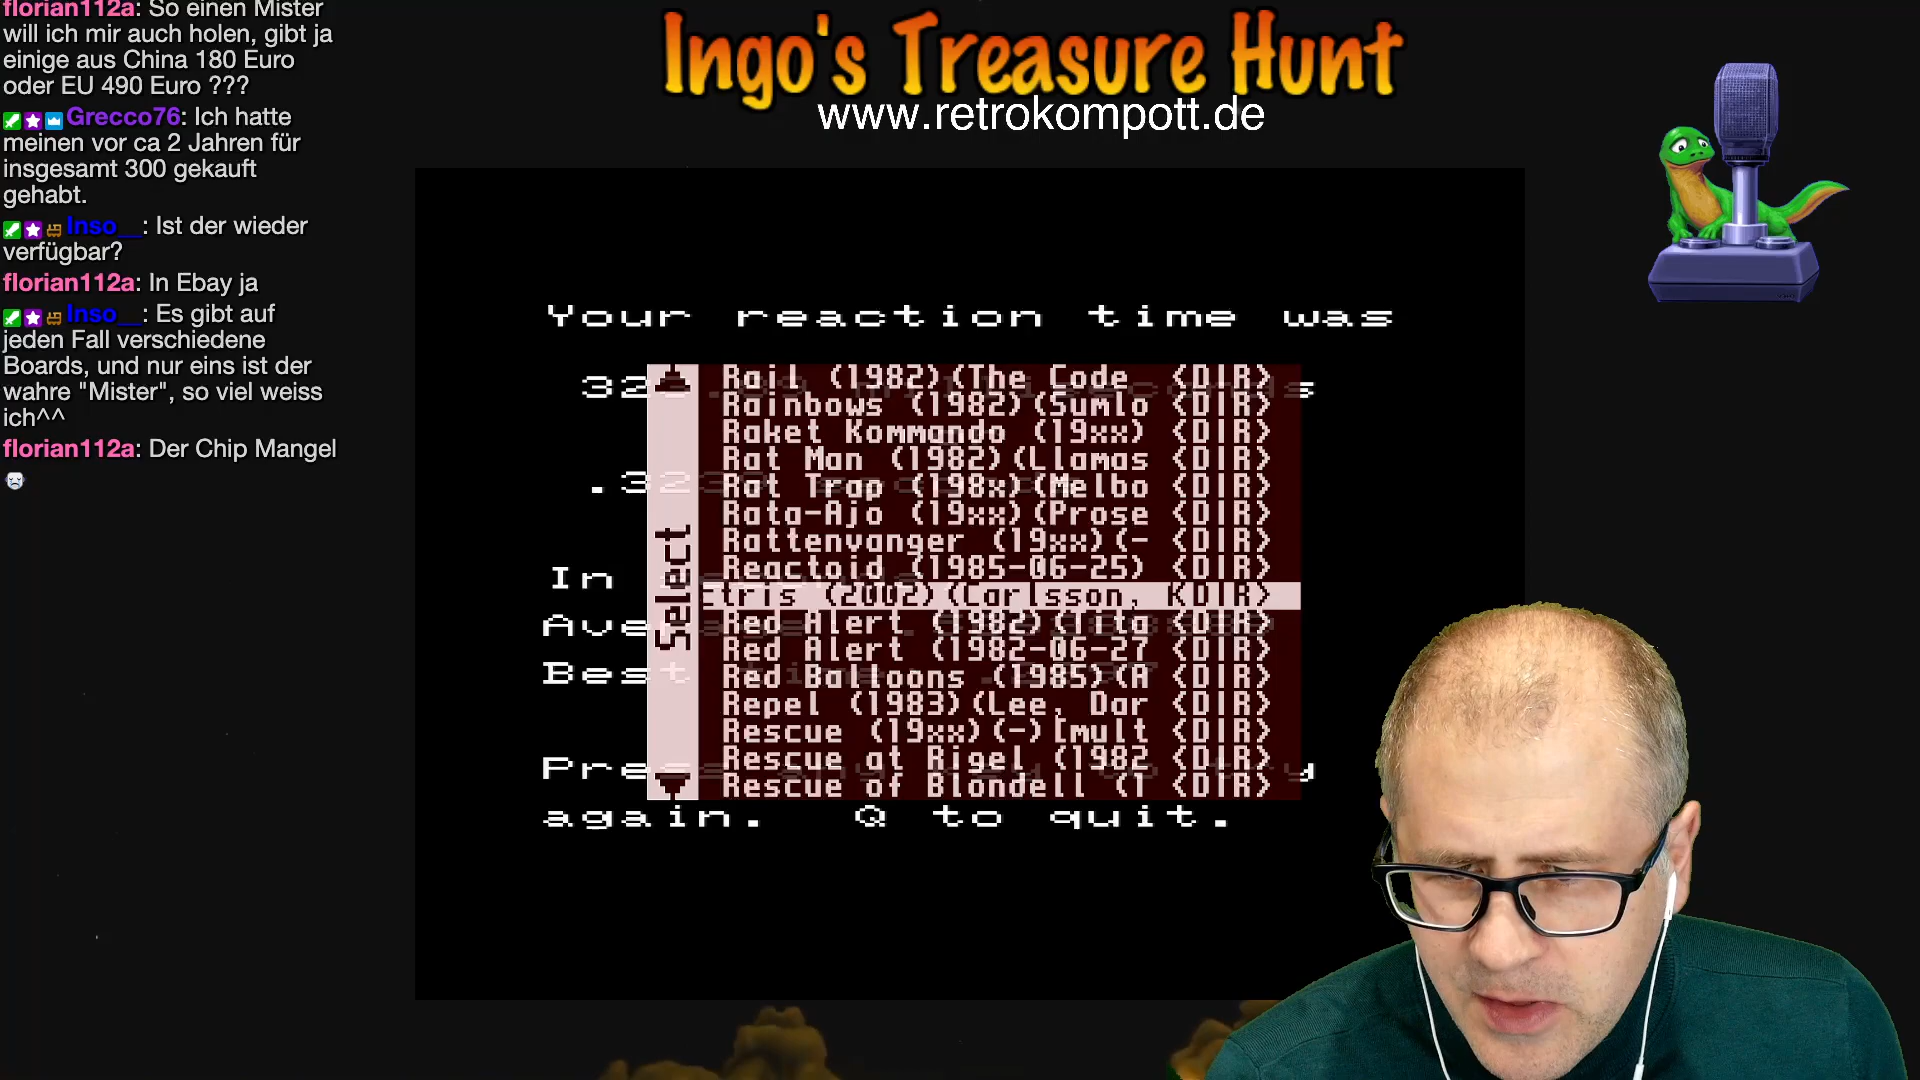 florian112a: So einen Mister
will ich mir auch holen, gibt ja
einige aus China 180 Euro
oder EU 490 Euro ???
Grecco76: Ich hatte
meinen vor ca 2 Jahren für
insgesamt 300 gekauft
gehabt.
Inso__: Ist der wieder
verfügbar?
florian112a: In Ebay ja
Inso__: Es gibt auf
jeden Fall verschiedene
Boards, und nur eins ist der
wahre "Mister", so viel weiss
ich^^
florian112a: Der Chip Mangel
Ingo's Treasure Hunt
www.retrokompott.de
Your reaction time was
Select
Rail (1982)(The Code <DIR>
Rainbows (1982)(Sumlo <DIR>
Raket Kommando (19xx) <DIR>
Rat Man (1982)(Llamas <DIR>
Rat Trap (198x)(Melbo <DIR>
Rata-Ajo (19xx)(Prose <DIR>
Rattenvanger (19xx)(- <DIR>
Reactoid (1985-06-25) <DIR>
etris (2002)(Carlsson, K<DIR>
Red Alert (1982)(Tita <DIR>
Red Alert (1982-06-27 <DIR>
Red Balloons (1985)(A <DIR>
Repel (1983)(Lee, Dar <DIR>
Rescue (19xx)(-)[mult <DIR>
Rescue at Rigel (1982 <DIR>
Rescue of Blondell (1 <DIR>
In
Best
again. Q to quit.